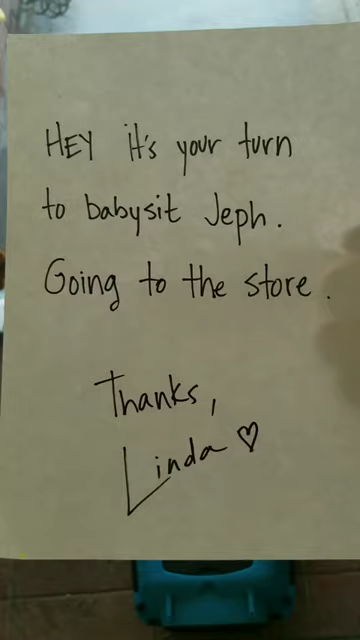 HEY it's your turn
to babysit Jeph.
Going to the store.
Thanks,
Linda ♡